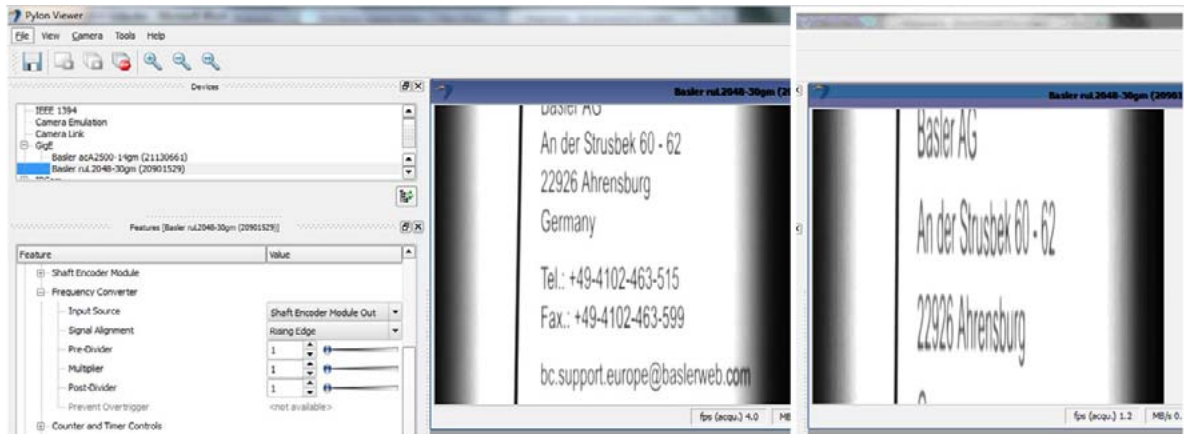 Pylon Viewer
File View Camera Tools Help
Devices
IEEE 1394
Camera Emulation
Camera Link
GigE
Basler acA2500-14gm (21130661)
Basler ruL2048-30gm (20901529)
Features [Basler ruL2048-30gm (20901529)]
Feature Value
Shaft Encoder Module
Frequency Converter
Input Source Shaft Encoder Module Out
Signal Alignment Rising Edge
Pre-Divider 1
Multiplier 1
Post-Divider 1
Prevent Overtrigger <not available>
Counter and Timer Controls
Basler ruL2048-30gm (20
Basler AG
An der Strusbek 60 - 62
22926 Ahrensburg
Germany
Tel.: +49-4102-463-515
Fax.: +49-4102-463-599
bc.support.europe@baslerweb.com
fps (acqu.) 4.0 MB
Basler ruL2048-30gm (20901
Basler AG
An der Strusbek 60 - 62
22926 Ahrensburg
fps (acqu.) 1.2 MB/s 0.